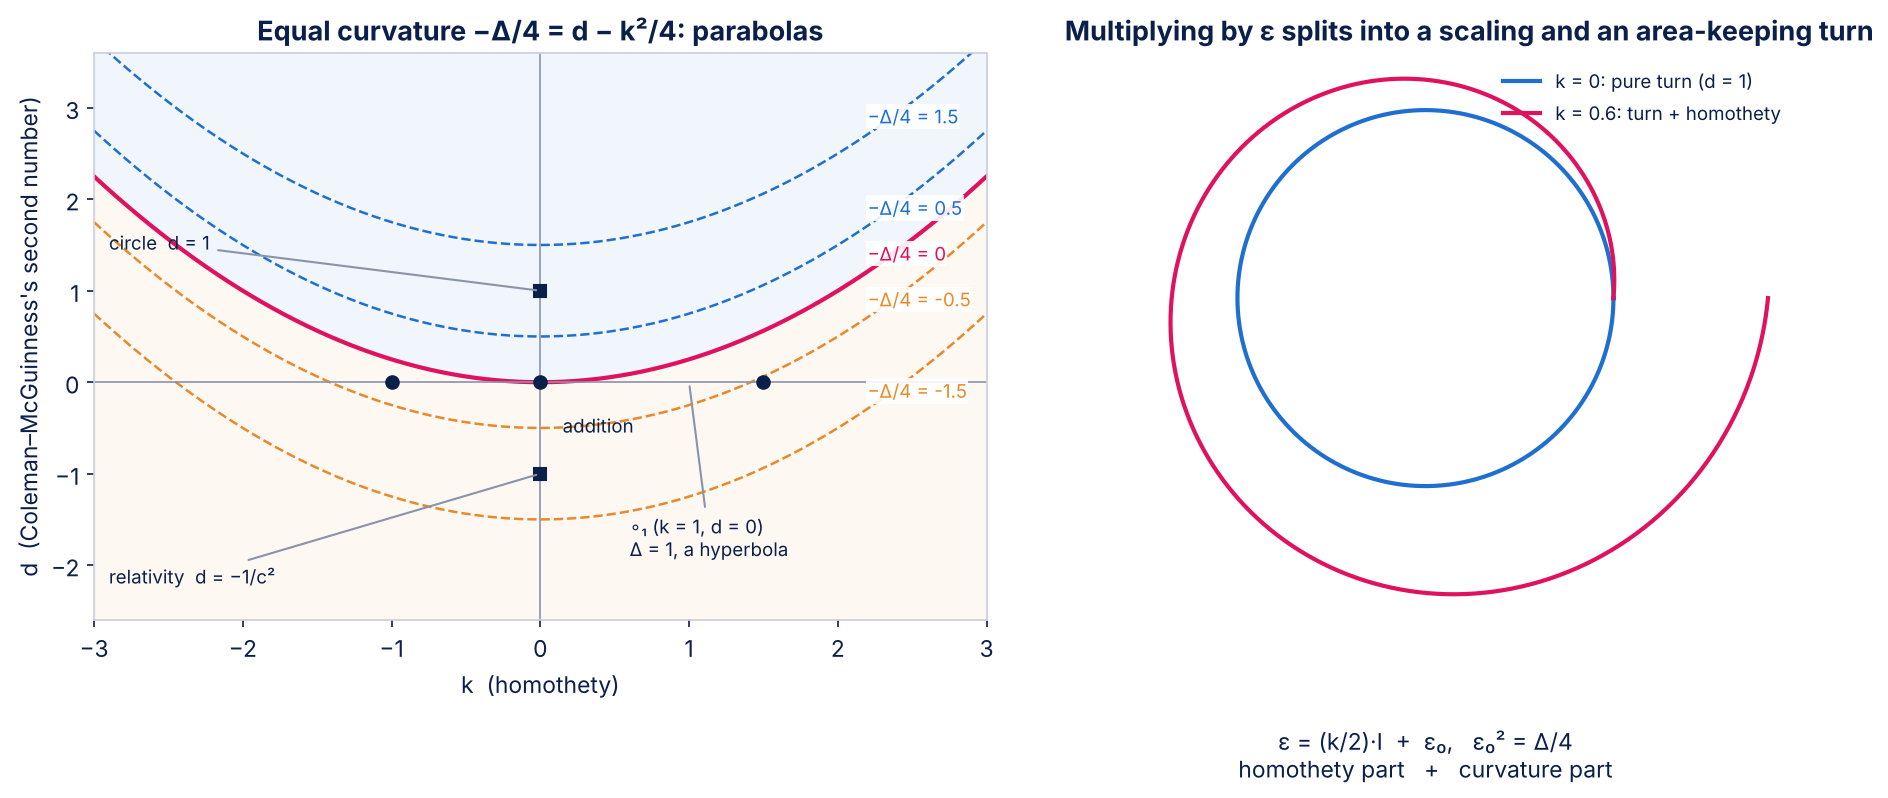 Equal curvature −Δ/4 = d − k²/4: parabolas
d (Coleman–McGuinness's second number)
3
2
1
0
−1
−2
−Δ/4 = 1.5
−Δ/4 = 0.5
−Δ/4 = 0
−Δ/4 = -0.5
−Δ/4 = -1.5
circle d = 1
addition
∘₁ (k = 1, d = 0)
Δ = 1, a hyperbola
relativity d = −1/c²
−3
−2
−1
0
1
2
3
k (homothety)
Multiplying by ε splits into a scaling and an area-keeping turn
k = 0: pure turn (d = 1)
k = 0.6: turn + homothety
ε = (k/2)·I + ε₀, ε₀² = Δ/4
homothety part + curvature part